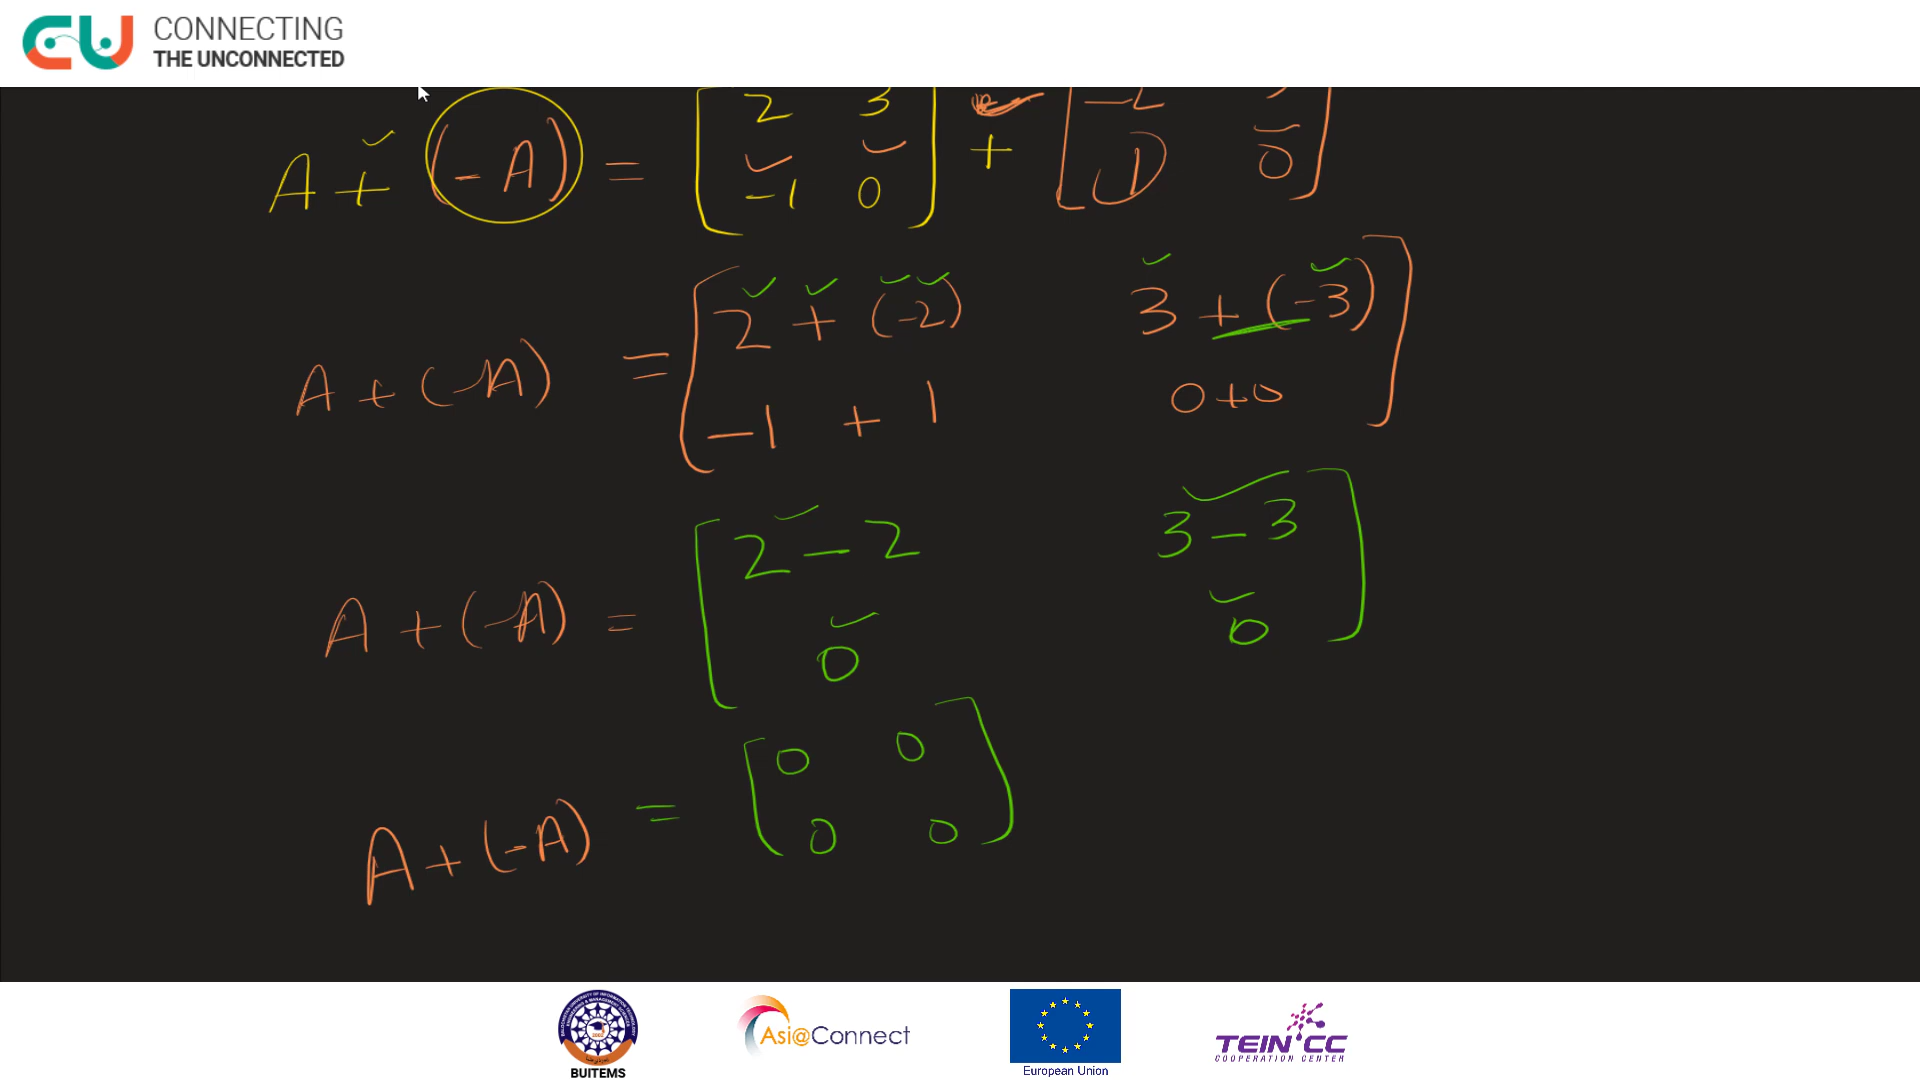 CONNECTING
THE UNCONNECTED
A + (-A) = [ 2 3 + [ -2
-1 0 ] 1 0 ]
A + (-A) = [ 2 + (-2) 3 + (-3)
-1 + 1 0+0 ]
A + (-A) = [ 2 - 2 3 - 3
0 0 ]
A + (-A) = [ 0 0
0 0 ]
BUITEMS
Asi@Connect
European Union
TEIN*CC
COOPERATION CENTER